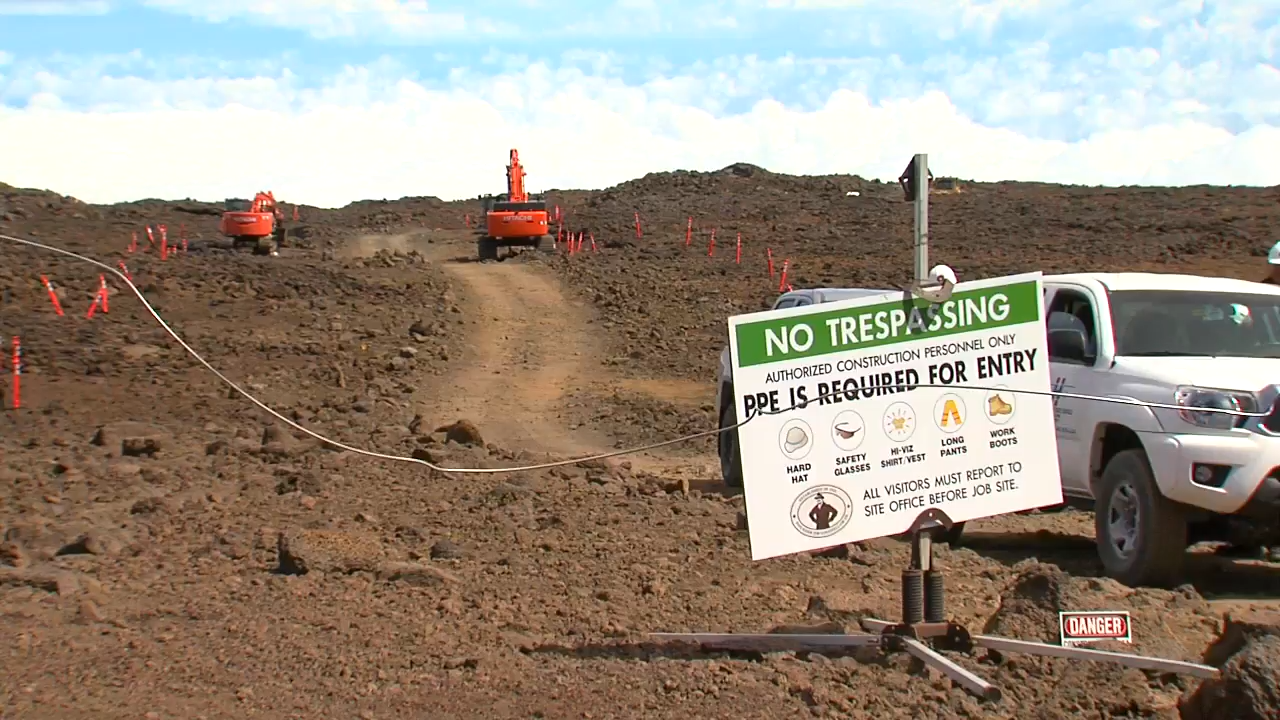 HITACHI
NO TRESPASSING
AUTHORIZED CONSTRUCTION PERSONNEL ONLY
PPE IS REQUIRED FOR ENTRY
HARD
HAT
SAFETY
GLASSES
HI-VIZ
SHIRT/VEST
LONG
PANTS
WORK
BOOTS
ALL VISITORS MUST REPORT TO
SITE OFFICE BEFORE JOB SITE.
DANGER